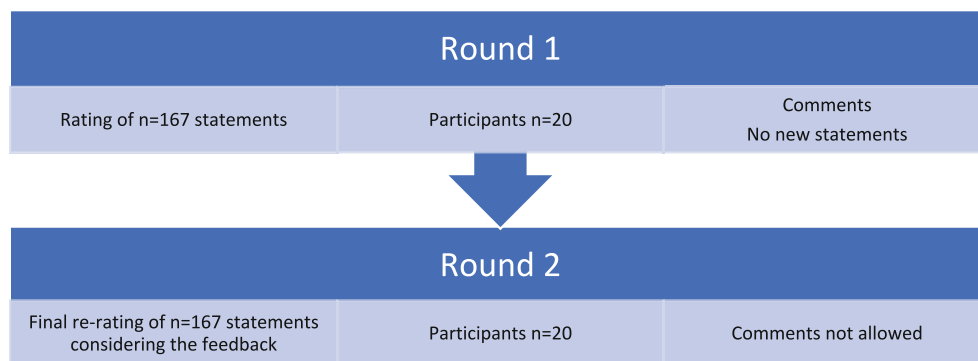 Round 1
Rating of n=167 statements
Participants n=20
Comments
No new statements
Round 2
Final re-rating of n=167 statements
considering the feedback
Participants n=20
Comments not allowed